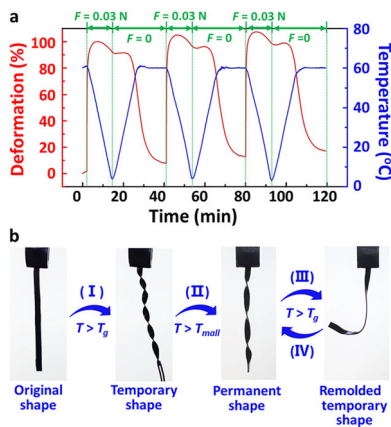 a
F = 0.03 N F = 0.03 N F = 0.03 N
F = 0 F = 0 F =0
100
80
60
40
20
0
Deformation (%)
80
60
40
20
0
Temperature (°C)
0 20 40 60 80 100 120
Time (min)
b
(I) (II) (III)
T > Tg T > Tmall T > Tg
(IV)
Original Temporary Permanent Remolded
shape shape shape temporary
shape